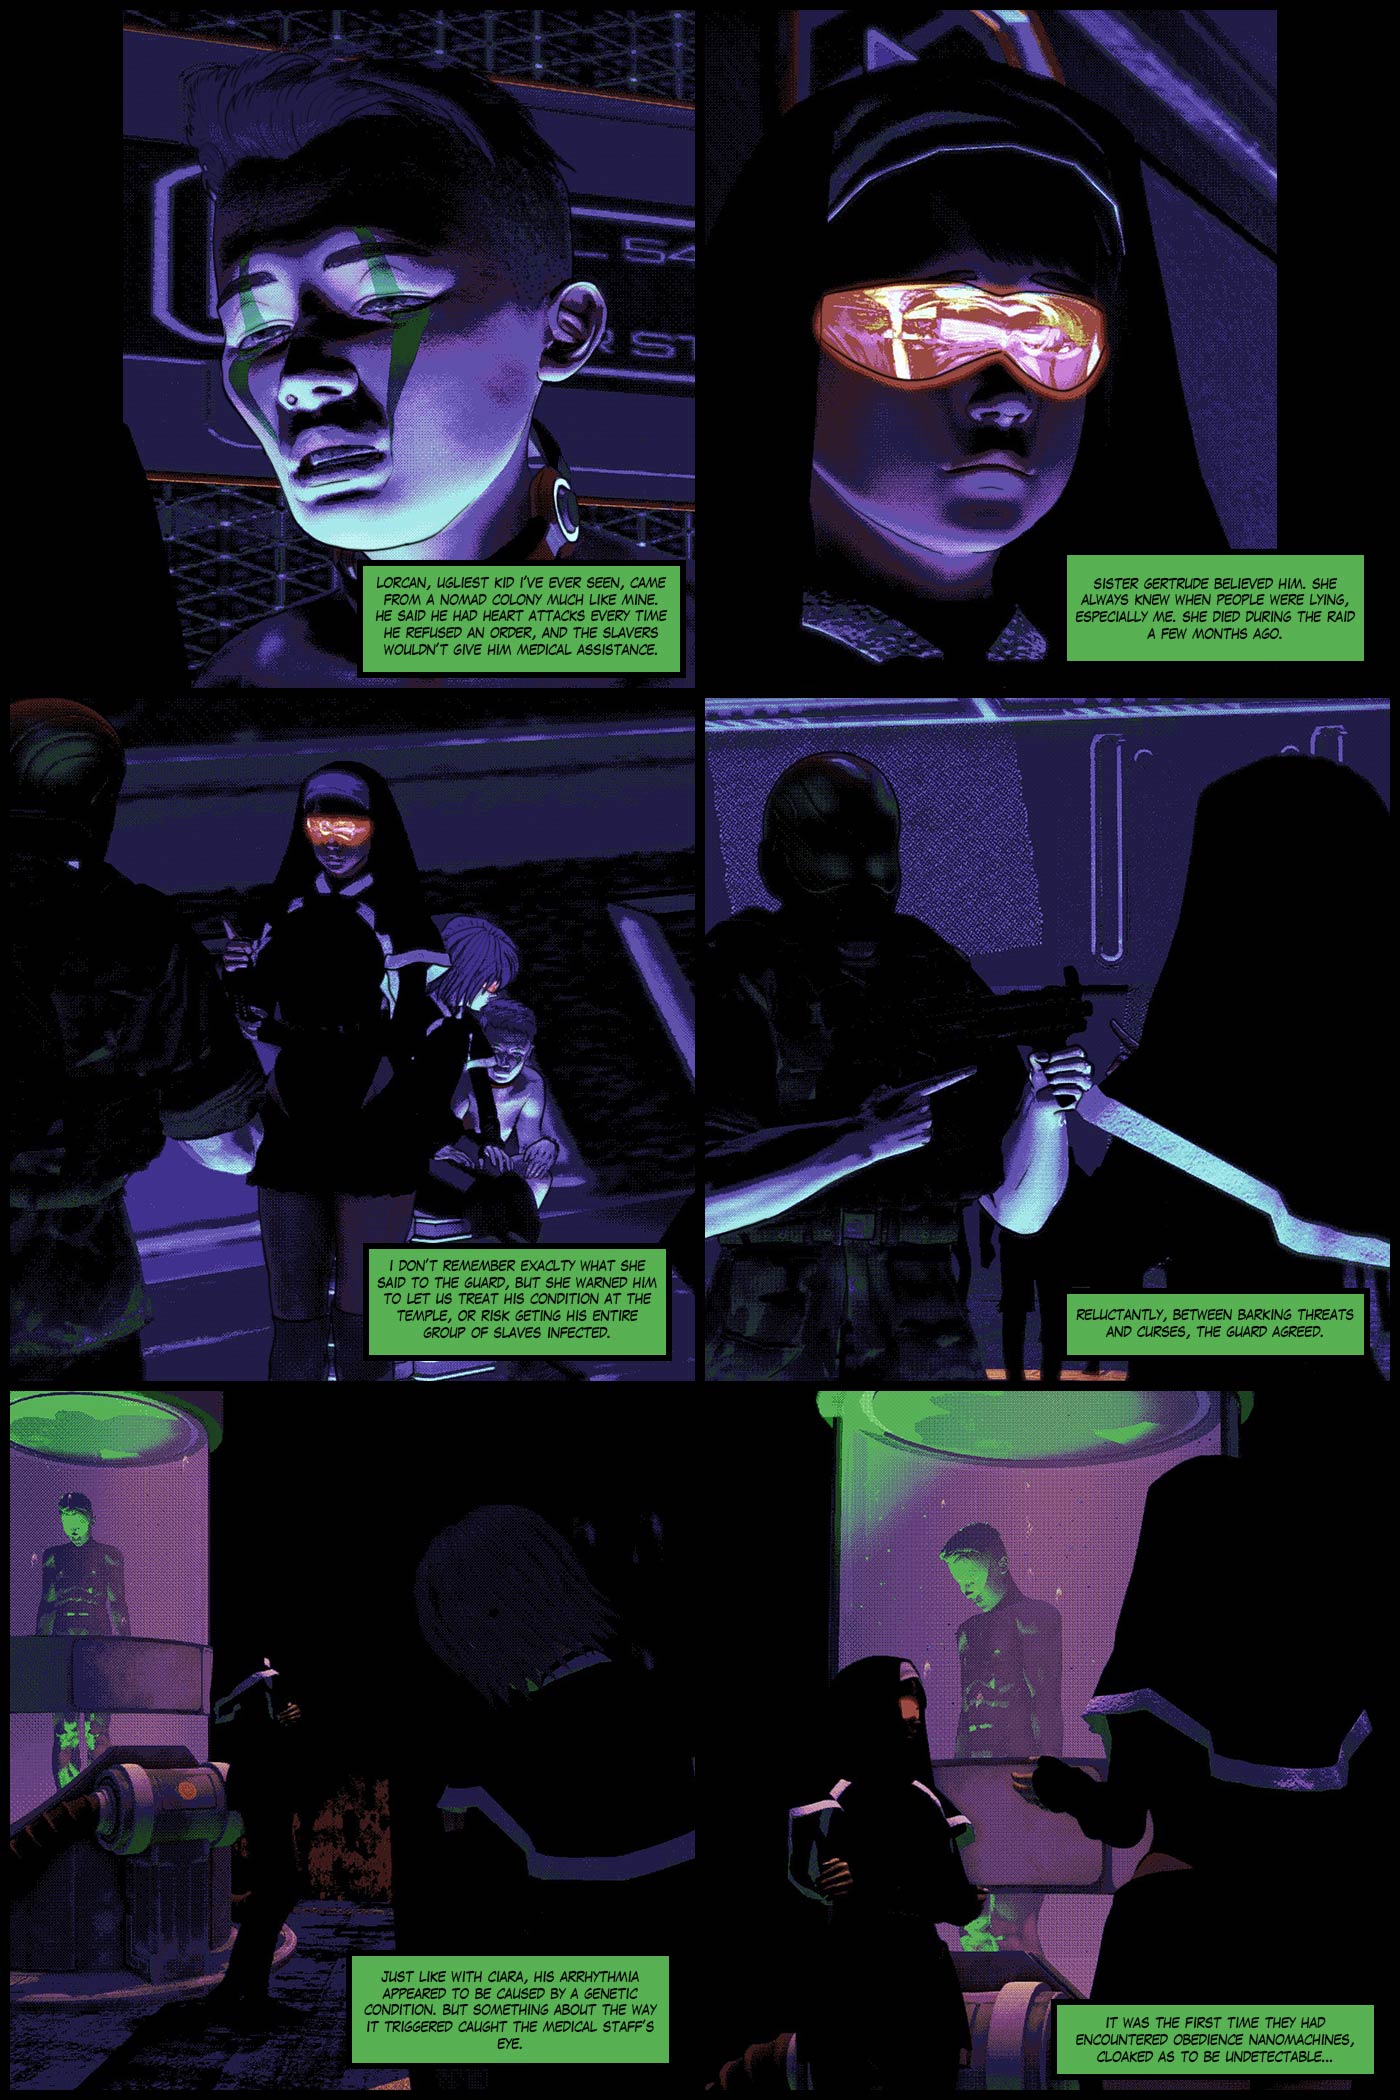 54
R ST
LORCAN, UGLIEST KID I'VE EVER SEEN, CAME
FROM A NOMAD COLONY MUCH LIKE MINE.
HE SAID HE HAD HEART ATTACKS EVERY TIME
HE REFUSED AN ORDER, AND THE SLAVERS
WOULDN'T GIVE HIM MEDICAL ASSISTANCE.
SISTER GERTRUDE BELIEVED HIM. SHE
ALWAYS KNEW WHEN PEOPLE WERE LYING,
ESPECIALLY ME. SHE DIED DURING THE RAID
A FEW MONTHS AGO.
I DON'T REMEMBER EXACLTY WHAT SHE
SAID TO THE GUARD, BUT SHE WARNED HIM
TO LET US TREAT HIS CONDITION AT THE
TEMPLE, OR RISK GETING HIS ENTIRE
GROUP OF SLAVES INFECTED.
RELUCTANTLY, BETWEEN BARKING THREATS
AND CURSES, THE GUARD AGREED.
JUST LIKE WITH CIARA, HIS ARRHYTHMIA
APPEARED TO BE CAUSED BY A GENETIC
CONDITION. BUT SOMETHING ABOUT THE WAY
IT TRIGGERED CAUGHT THE MEDICAL STAFF'S
EYE.
IT WAS THE FIRST TIME THEY HAD
ENCOUNTERED OBEDIENCE NANOMACHINES,
CLOAKED AS TO BE UNDETECTABLE...